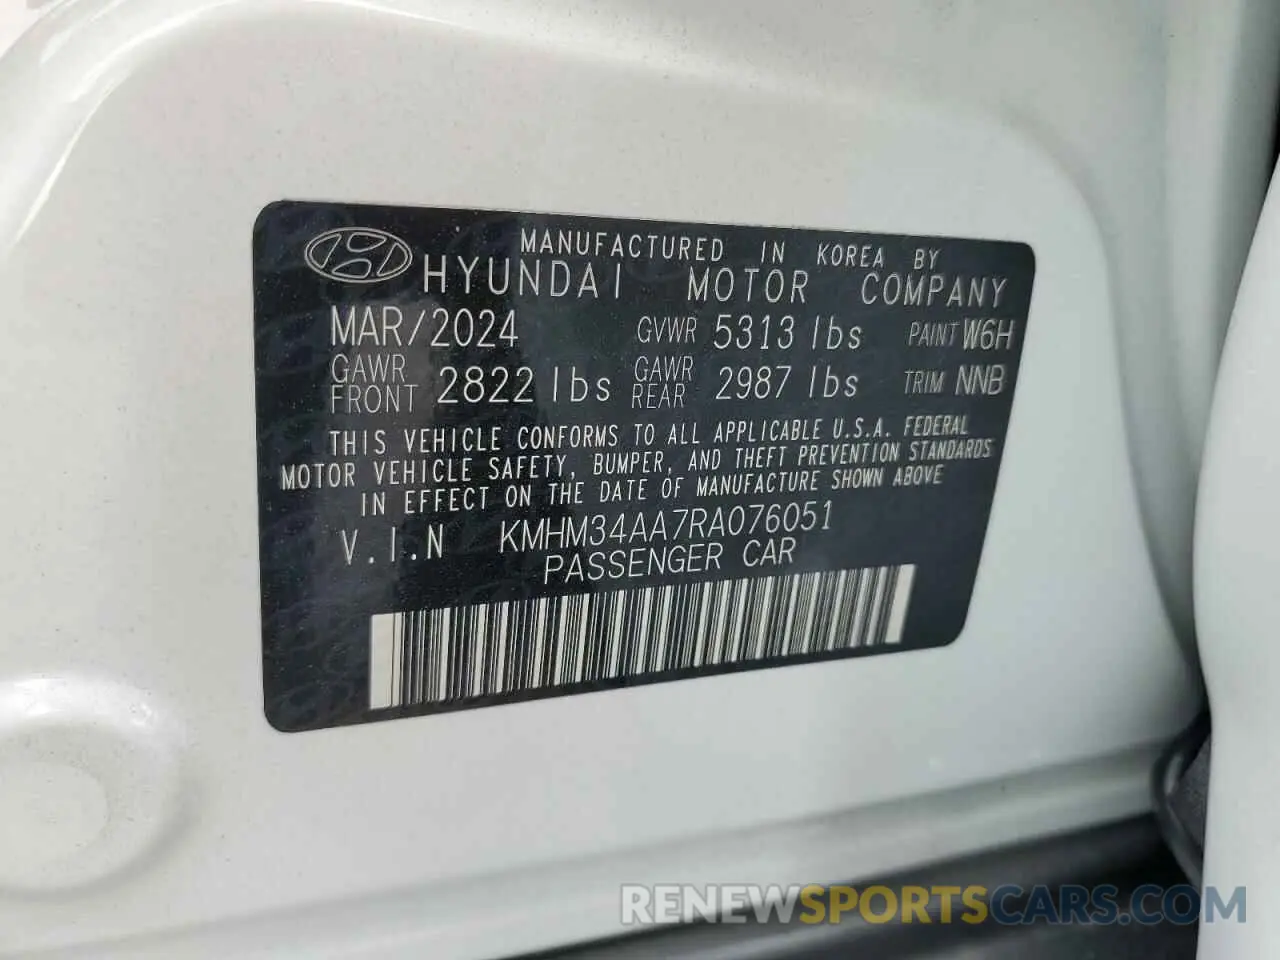 MANUFACTURED IN KOREA BY
HYUNDAI MOTOR COMPANY
MAR/2024 GVWR 5313 lbs PAINT W6H
GAWR FRONT 2822 lbs GAWR REAR 2987 lbs TRIM NNB
THIS VEHICLE CONFORMS TO ALL APPLICABLE U.S.A. FEDERAL
MOTOR VEHICLE SAFETY, BUMPER, AND THEFT PREVENTION STANDARDS
IN EFFECT ON THE DATE OF MANUFACTURE SHOWN ABOVE
V.I.N KMHM34AA7RA076051
PASSENGER CAR
RENEWSPORTSCARS.COM